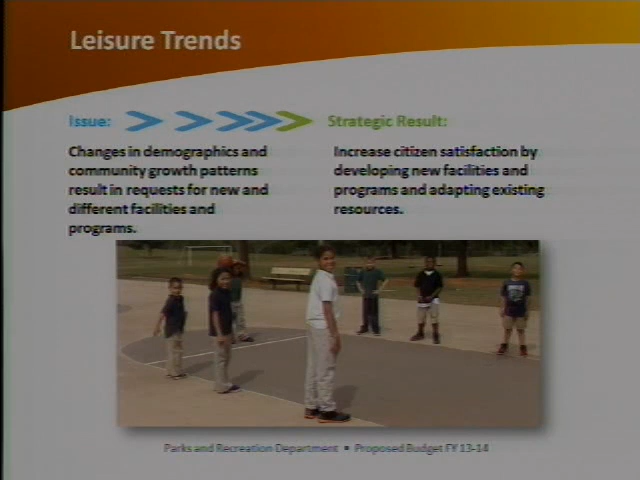 Leisure Trends
Issue:
Changes in demographics and
community growth patterns
result in requests for new and
different facilities and
programs.
Strategic Result:
Increase citizen satisfaction by
developing new facilities and
programs and adapting existing
resources.
Parks and Recreation Department ▪ Proposed Budget FY 13-14